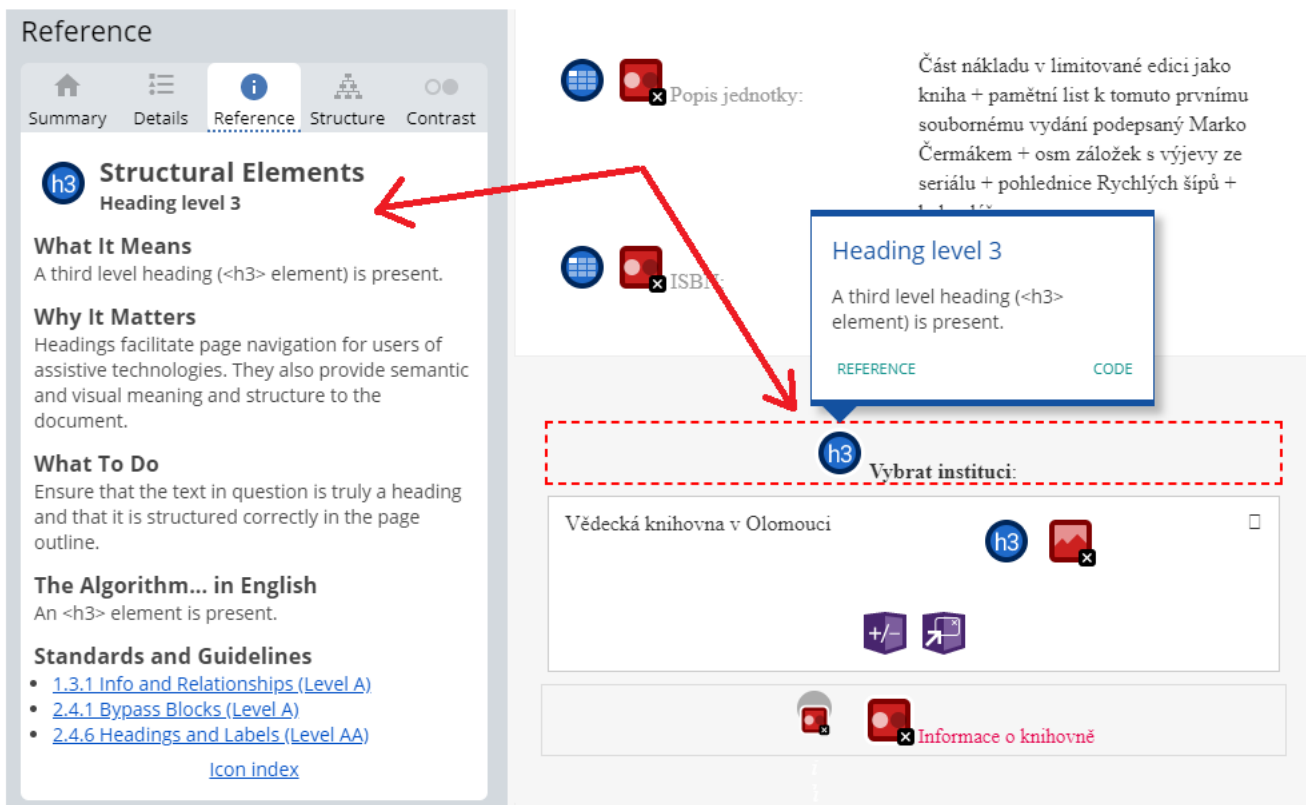 Reference
Summary
Details
Reference
Structure
Contrast
h3
Structural Elements
Heading level 3
What It Means
A third level heading (<h3> element) is present.
Why It Matters
Headings facilitate page navigation for users of
assistive technologies. They also provide semantic
and visual meaning and structure to the
document.
What To Do
Ensure that the text in question is truly a heading
and that it is structured correctly in the page
outline.
The Algorithm... in English
An <h3> element is present.
Standards and Guidelines
1.3.1 Info and Relationships (Level A)
2.4.1 Bypass Blocks (Level A)
2.4.6 Headings and Labels (Level AA)
Icon index
Popis jednotky:
Část nákladu v limitované edici jako
kniha + pamětní list k tomuto prvnímu
soubornému vydání podepsaný Marko
Čermákem + osm záložek s výjevy ze
seriálu + pohlednice Rychlých šípů +
ISBN:
Heading level 3
A third level heading (<h3>
element) is present.
REFERENCE
CODE
h3
Vybrat instituci:
Vědecká knihovna v Olomouci
h3
+/-
Informace o knihovně